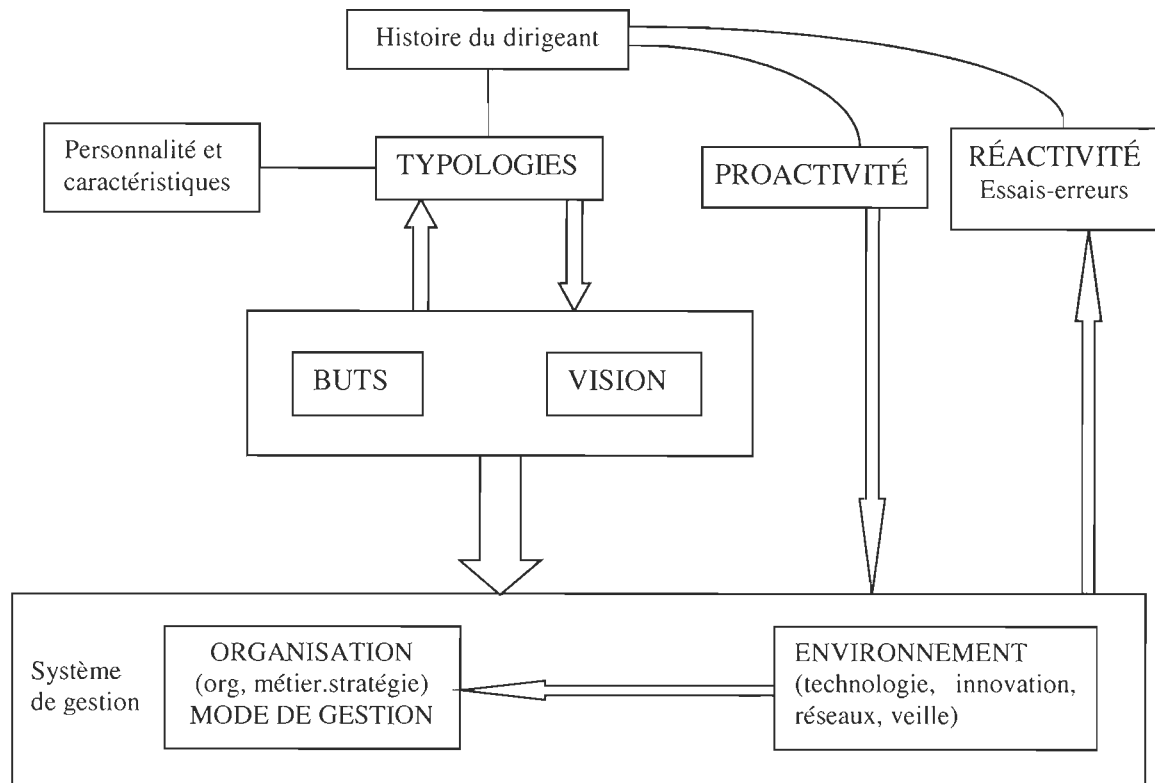 Histoire du dirigeant
Personnalité et
caractéristiques
TYPOLOGIES
PROACTIVITÉ
RÉACTIVITÉ
Essais-erreurs
BUTS
VISION
Système
de gestion
ORGANISATION
(org, métier.stratégie)
MODE DE GESTION
ENVIRONNEMENT
(technologie, innovation,
réseaux, veille)